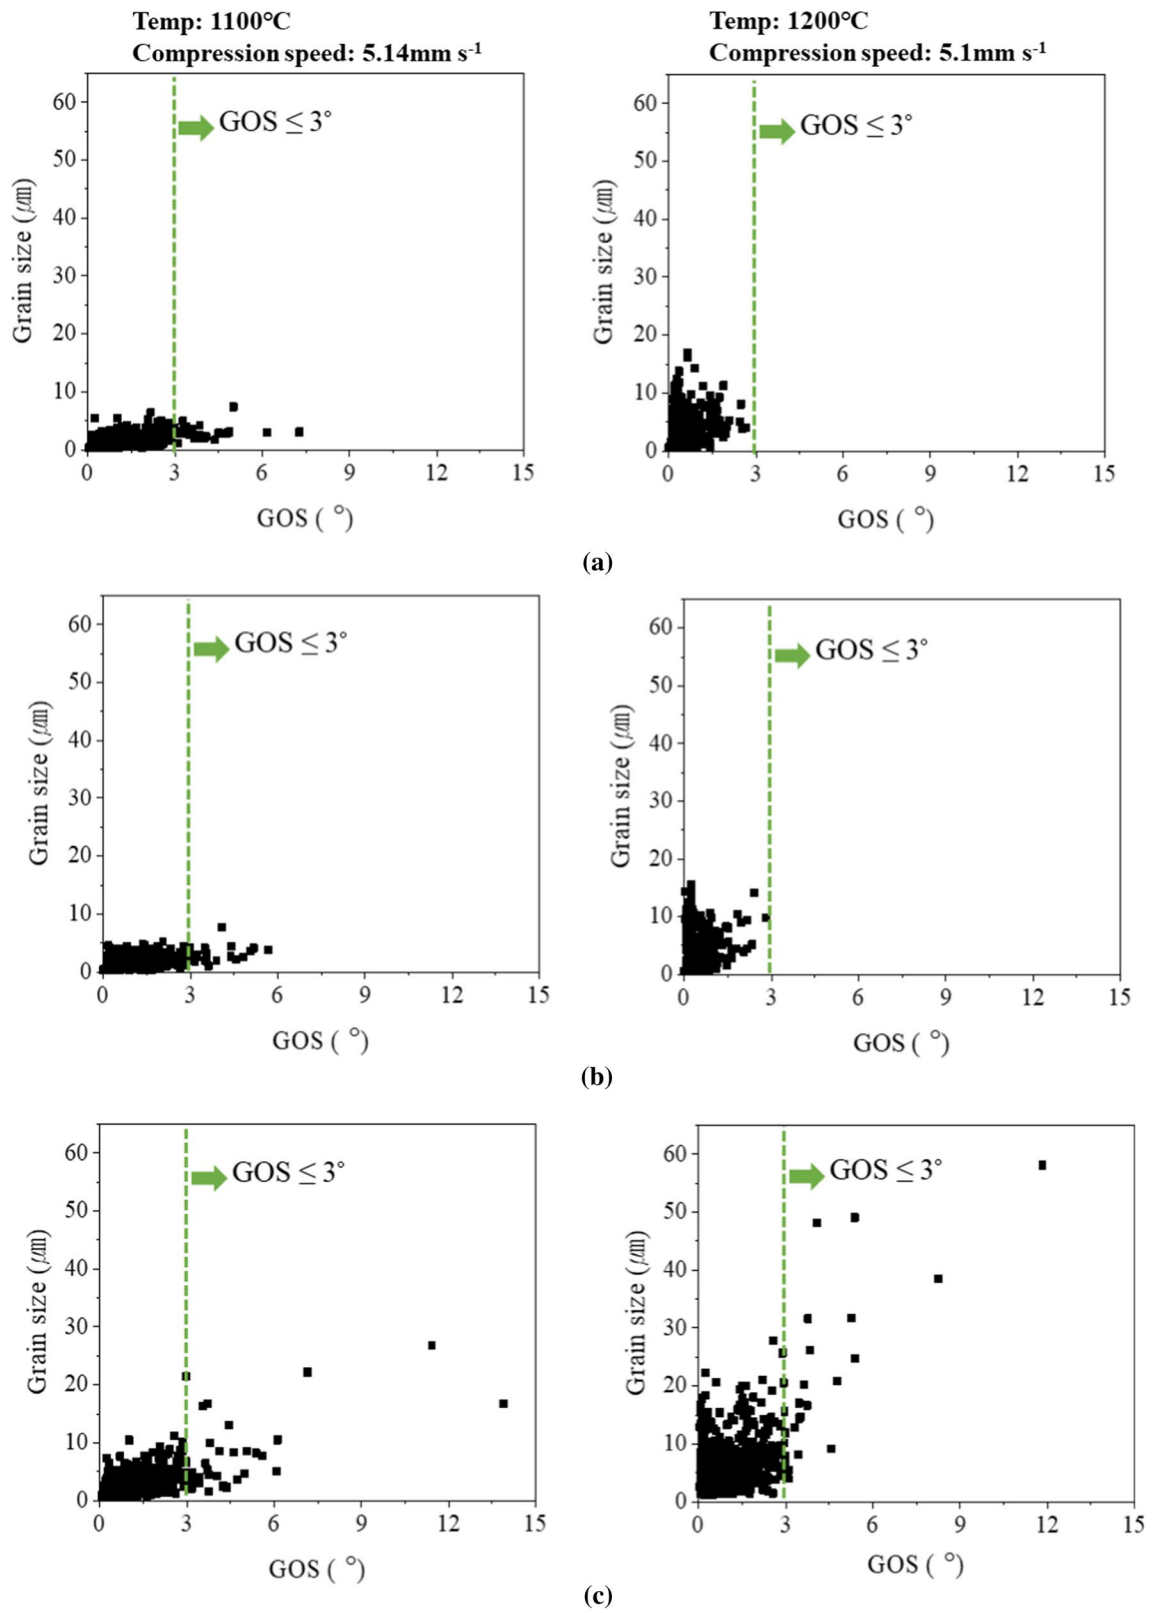 Temp: 1100°C
Compression speed: 5.14mm s-1
Temp: 1200°C
Compression speed: 5.1mm s-1
60
50
40
30
20
10
0
Grain size (㎛)
GOS ≤ 3°
0 3 6 9 12 15
GOS ( °)
60
50
40
30
20
10
0
Grain size (㎛)
GOS ≤ 3°
0 3 6 9 12 15
GOS ( °)
(a)
60
50
40
30
20
10
0
Grain size (㎛)
GOS ≤ 3°
0 3 6 9 12 15
GOS ( °)
60
50
40
30
20
10
0
Grain size (㎛)
GOS ≤ 3°
0 3 6 9 12 15
GOS ( °)
(b)
60
50
40
30
20
10
0
Grain size (㎛)
GOS ≤ 3°
0 3 6 9 12 15
GOS ( °)
60
50
40
30
20
10
0
Grain size (㎛)
GOS ≤ 3°
0 3 6 9 12 15
GOS ( °)
(c)